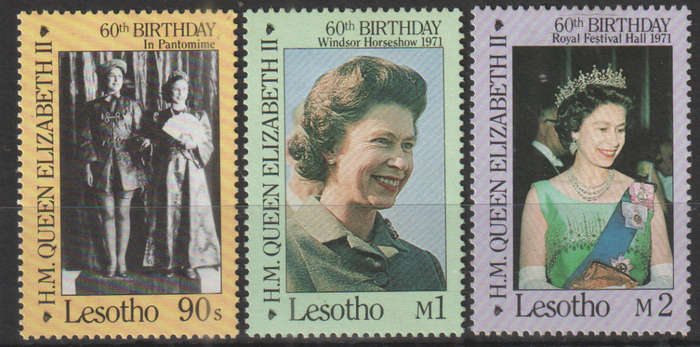 60th BIRTHDAY
In Pantomime
H.M. QUEEN ELIZABETH II
Lesotho 90s
60th BIRTHDAY
Windsor Horseshow 1971
H.M. QUEEN ELIZABETH II
Lesotho M1
60th BIRTHDAY
Royal Festival Hall 1971
H.M. QUEEN ELIZABETH II
Lesotho M2